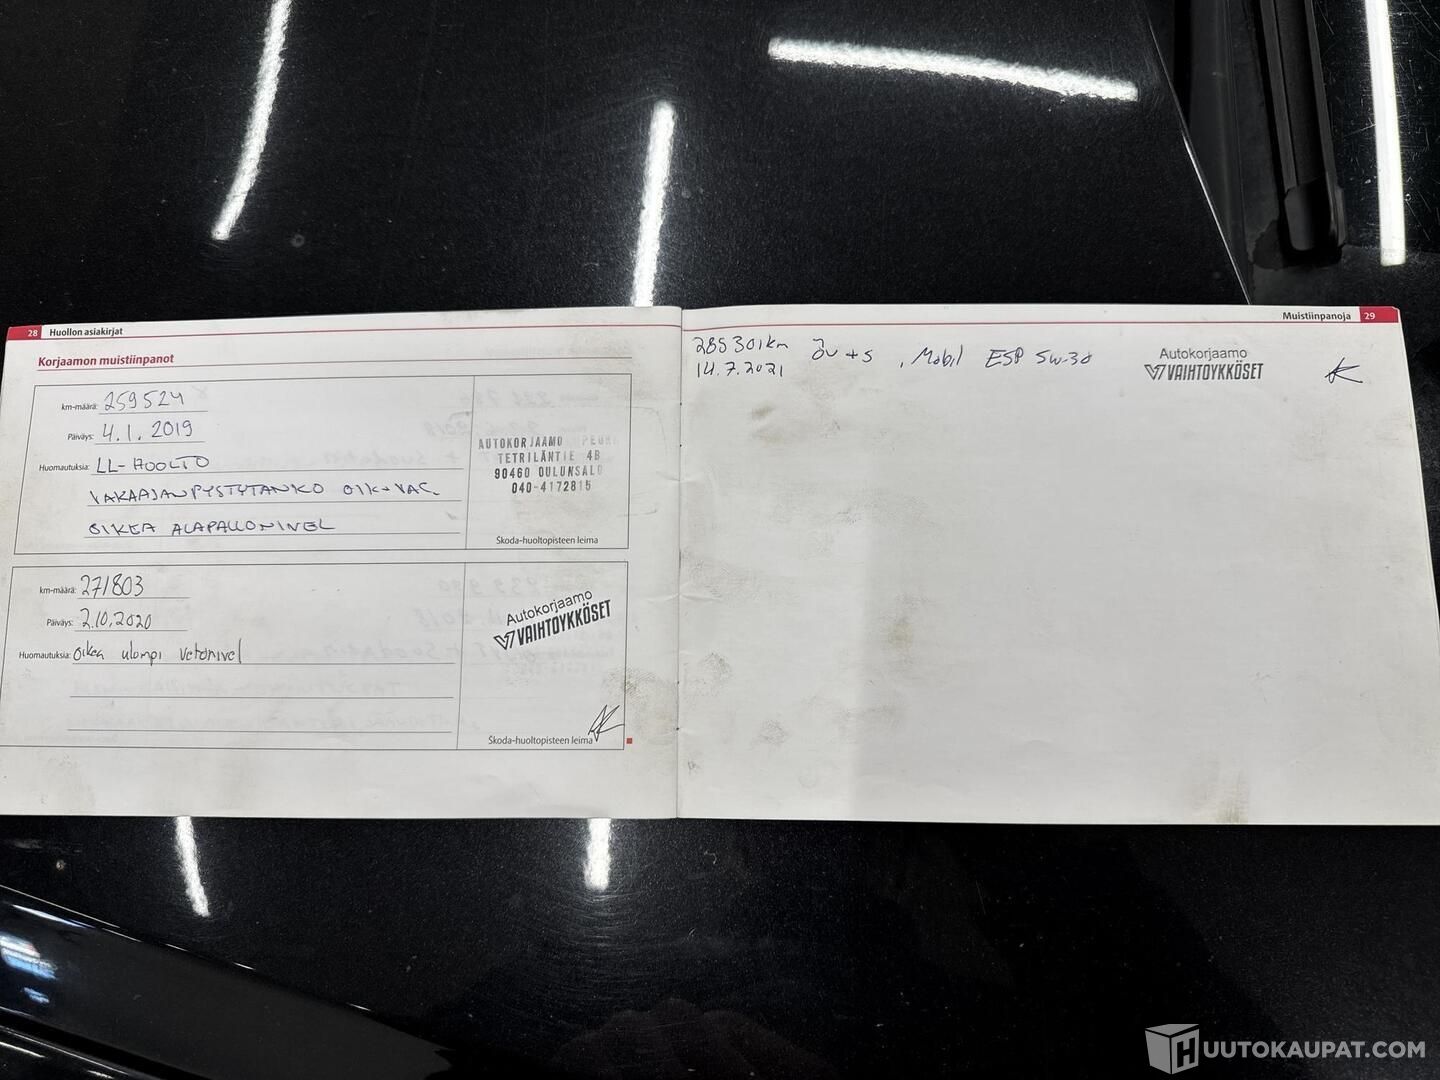 28 Huollon asiakirjat
Korjaamon muistiinpanot
km-määrä: 259524
Päiväys: 4.1.2019
Huomautuksia: LL-HUOLTO
VAKAAJANPYSTYTANKO OIK+VAS.
OIKEA ALAPALLONIVEL
AUTOKORJAAMO
TETRILÄNTIE 4B
90460 OULUNSALO
040-4172815
Škoda-huoltopisteen leima
km-määrä: 271803
Päiväys: 2.10.2020
Huomautuksia: Oikea ulompi vetonivel
Autokorjaamo
VAIHTOYKKÖSET
Škoda-huoltopisteen leima
Muistiinpanoja 29
285301km öv+s , Mobil ESP 5w-30
14.7.2021
Autokorjaamo
VAIHTOYKKÖSET
HUUTOKAUPAT.COM